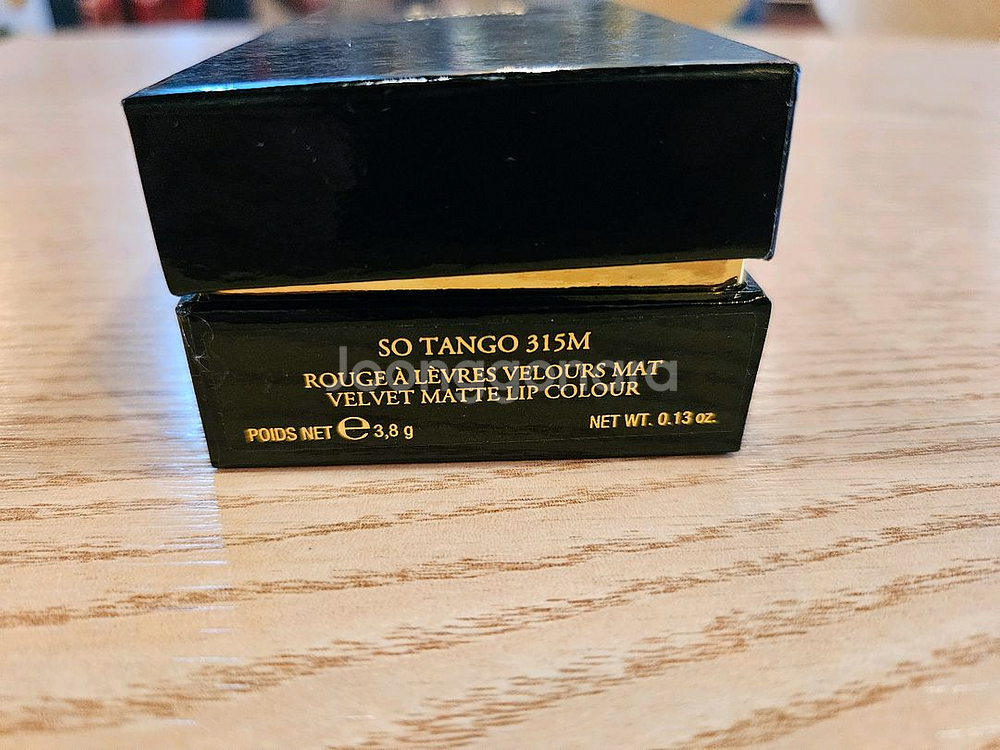 SO TANGO 315M
ROUGE À LÈVRES VELOURS MAT
VELVET MATTE LIP COLOUR
POIDS NET e 3,8 g
NET WT. 0.13 oz.
Joonggonara